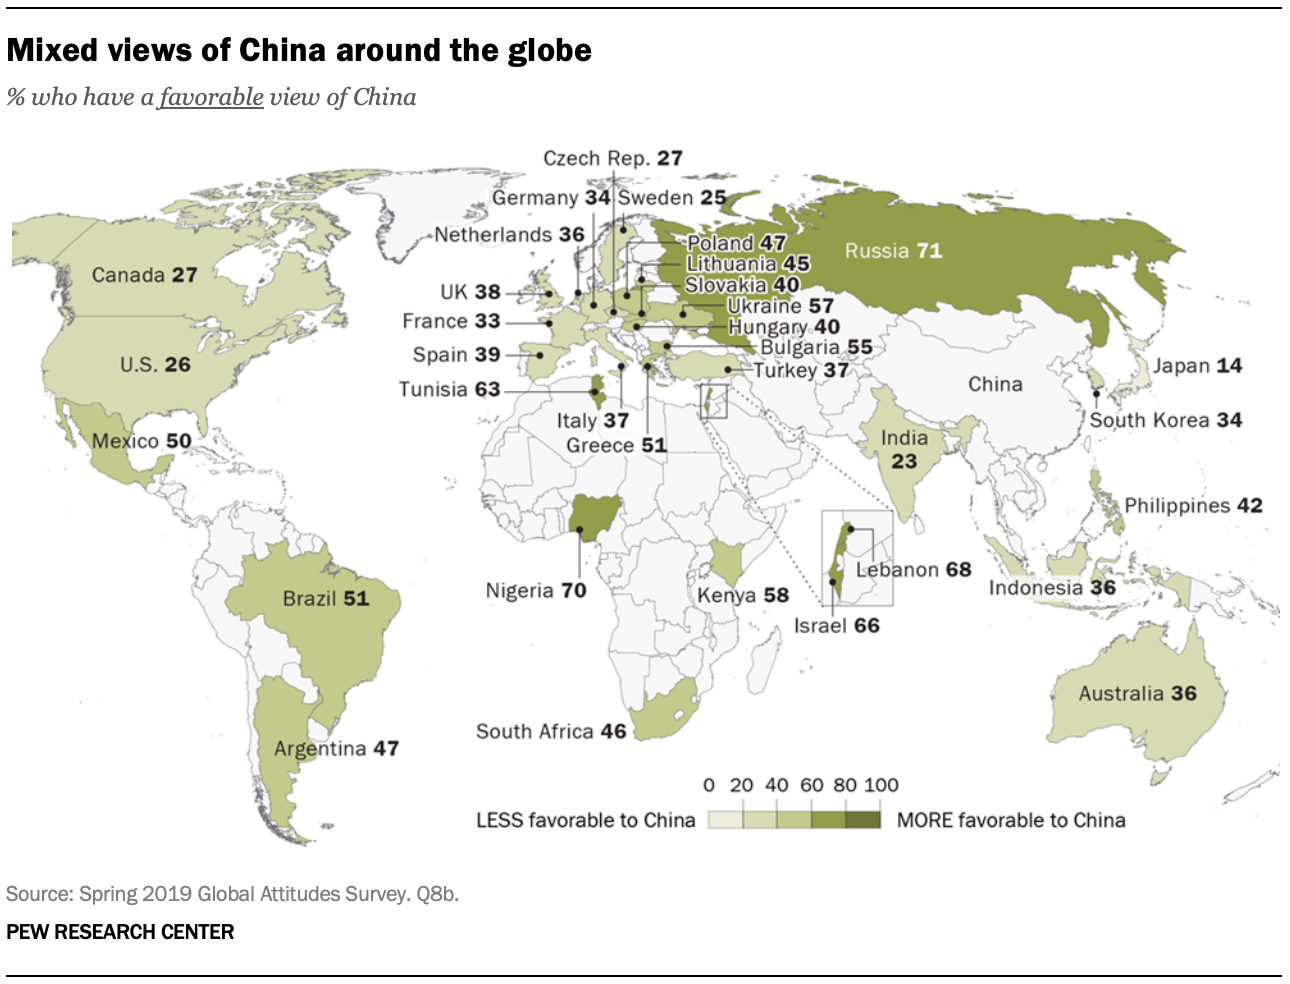 Mixed views of China around the globe
% who have a favorable view of China
Czech Rep. 27
Germany 34
Sweden 25
Netherlands 36
Poland 47
Lithuania 45
Slovakia 40
UK 38
Ukraine 57
France 33
Hungary 40
Spain 39
Bulgaria 55
Tunisia 63
Turkey 37
Italy 37
Greece 51
Russia 71
Canada 27
U.S. 26
Mexico 50
China
Japan 14
South Korea 34
India
23
Philippines 42
Nigeria 70
Kenya 58
Lebanon 68
Israel 66
Indonesia 36
Brazil 51
Australia 36
South Africa 46
Argentina 47
0 20 40 60 80 100
LESS favorable to China
MORE favorable to China
Source: Spring 2019 Global Attitudes Survey. Q8b.
PEW RESEARCH CENTER